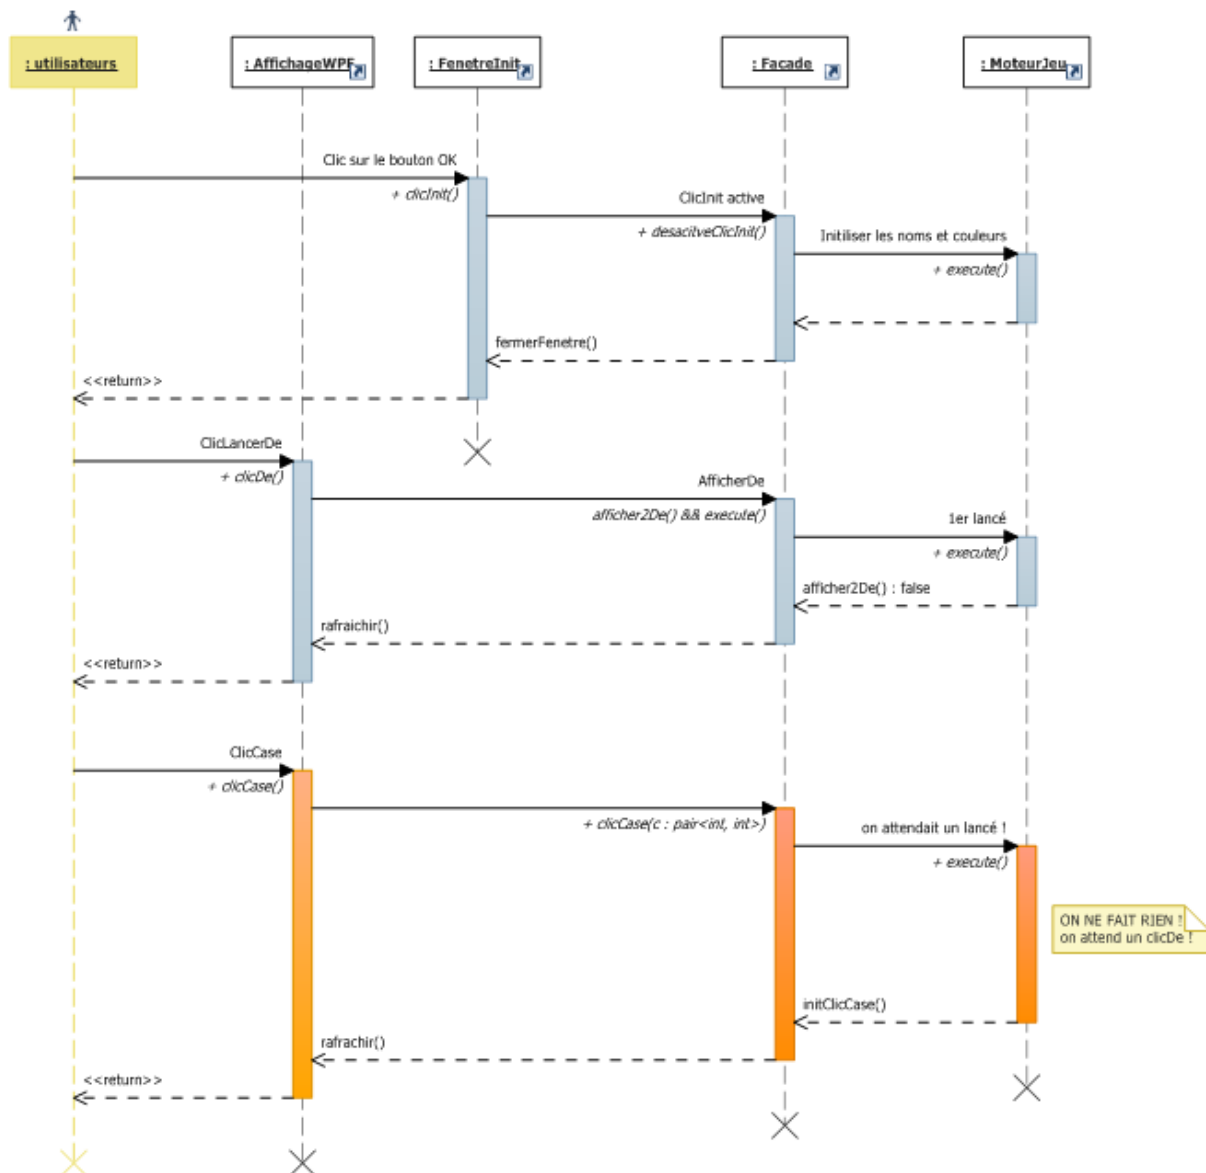 : utilisateurs
: AffichageWPF
: FenetreInit
: Facade
: MoteurJeu
Clic sur le bouton OK
+ clicInit()
ClicInit active
+ desacitveClicInit()
Initiliser les noms et couleurs
+ execute()
fermerFenetre()
<<return>>
ClicLancerDe
+ clicDe()
AfficherDe
afficher2De() && execute()
1er lancé
+ execute()
afficher2De() : false
rafraichir()
<<return>>
ClicCase
+ clicCase()
+ clicCase(c : pair<int, int>)
on attendait un lancé !
+ execute()
ON NE FAIT RIEN !
on attend un clicDe !
initClicCase()
rafrachir()
<<return>>